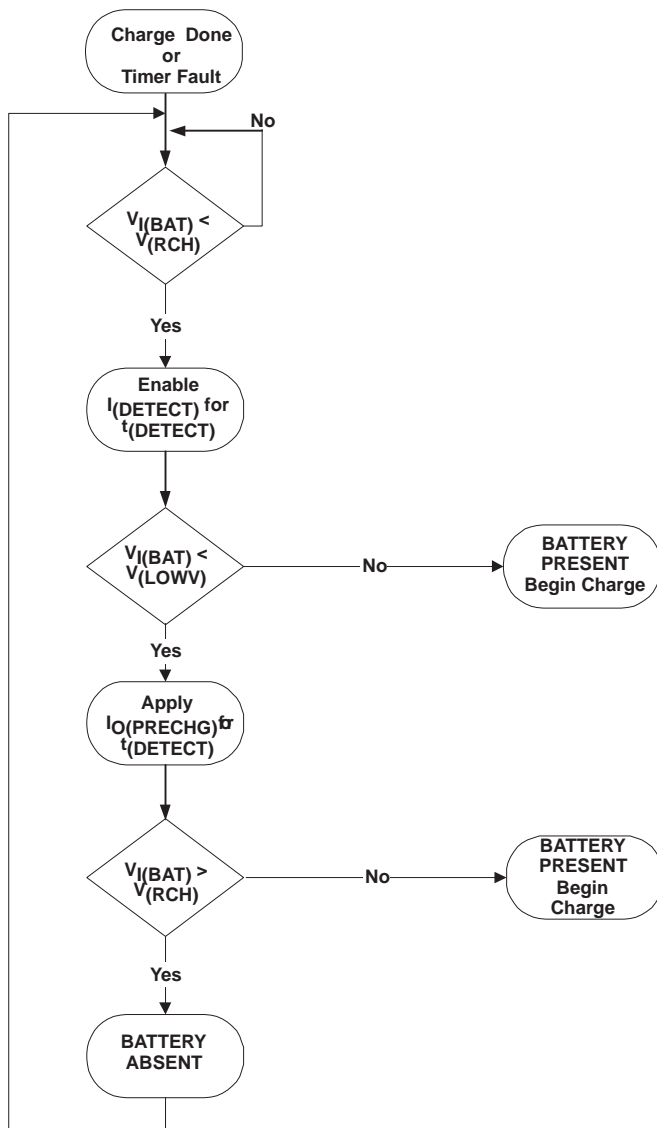 Charge Done
or
Timer Fault
No
VI(BAT) <
V(RCH)
Yes
Enable
I(DETECT) for
t(DETECT)
VI(BAT) <
V(LOWV)
No
BATTERY
PRESENT
Begin Charge
Yes
Apply
IO(PRECHG) for
t(DETECT)
VI(BAT) >
V(RCH)
No
BATTERY
PRESENT
Begin
Charge
Yes
BATTERY
ABSENT